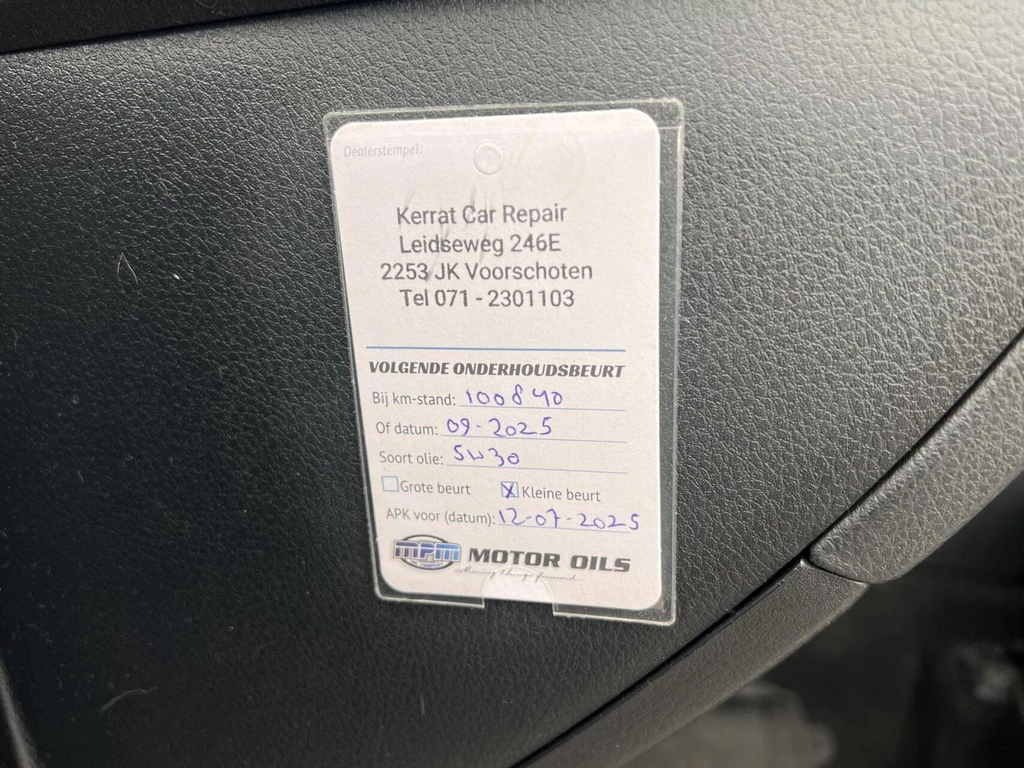 Dealerstempel:
Kerrat Car Repair
Leidseweg 246E
2253 JK Voorschoten
Tel 071 - 2301103
VOLGENDE ONDERHOUDSBEURT
Bij km-stand: 100840
Of datum: 09-2025
Soort olie: 5w30
Grote beurt X Kleine beurt
APK voor (datum): 12-07-2025
MPM MOTOR OILS